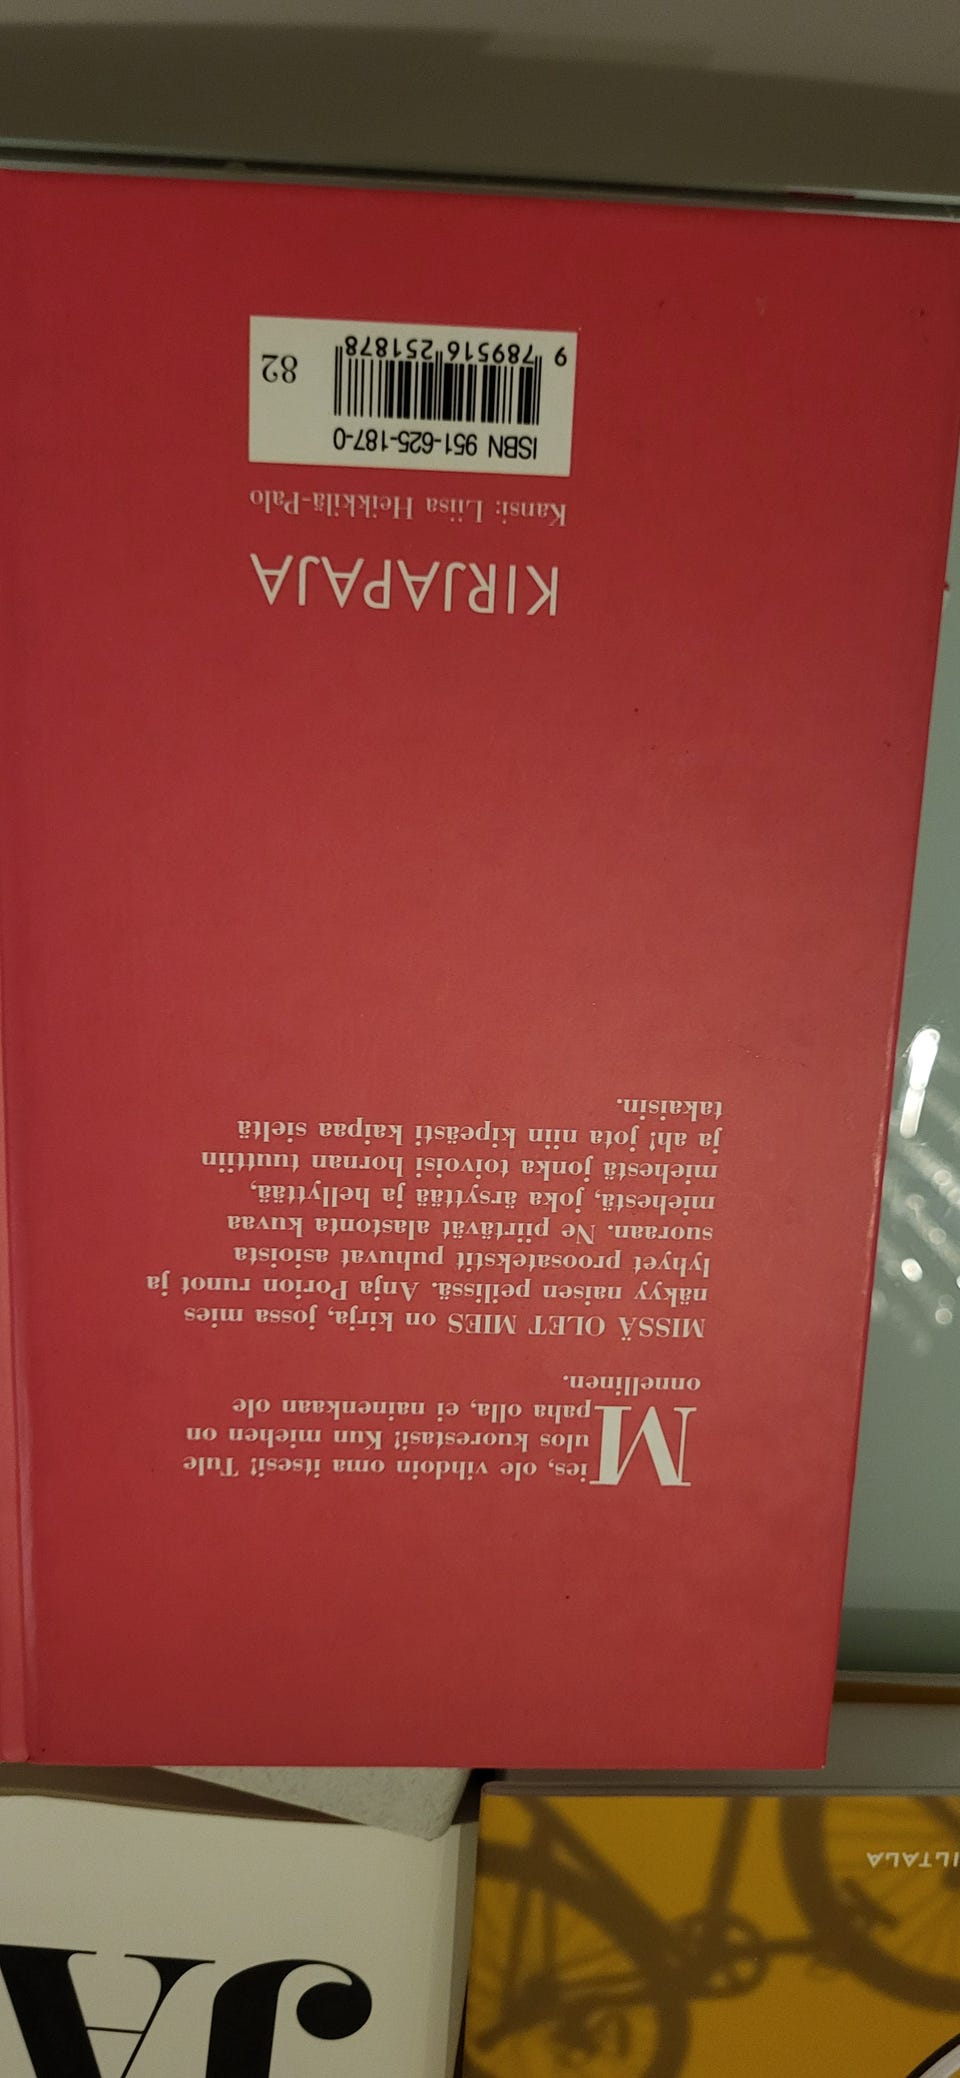 Mies, ole vihdoin oma itsesi! Tule
ulos kuorestasi! Kun miehen on
paha olla, ei nainenkaan ole
onnellinen.
MISSÄ OLET MIES on kirja, jossa mies
näkyy naisen peilissä. Anja Porion runot ja
lyhyet proosatekstit puhuvat asioista
suoraan. Ne piirtävät alastonta kuvaa
miehestä, joka ärsyttää ja hellyttää,
miehestä jonka toivoisi hornan tuuttiin
ja ah! jota niin kipeästi kaipaa sieltä
takaisin.
KIRJAPAJA
Kansi: Liisa Heikkilä-Palo
ISBN 951-625-187-0
9 789516 251878
82
JA
ILTALA